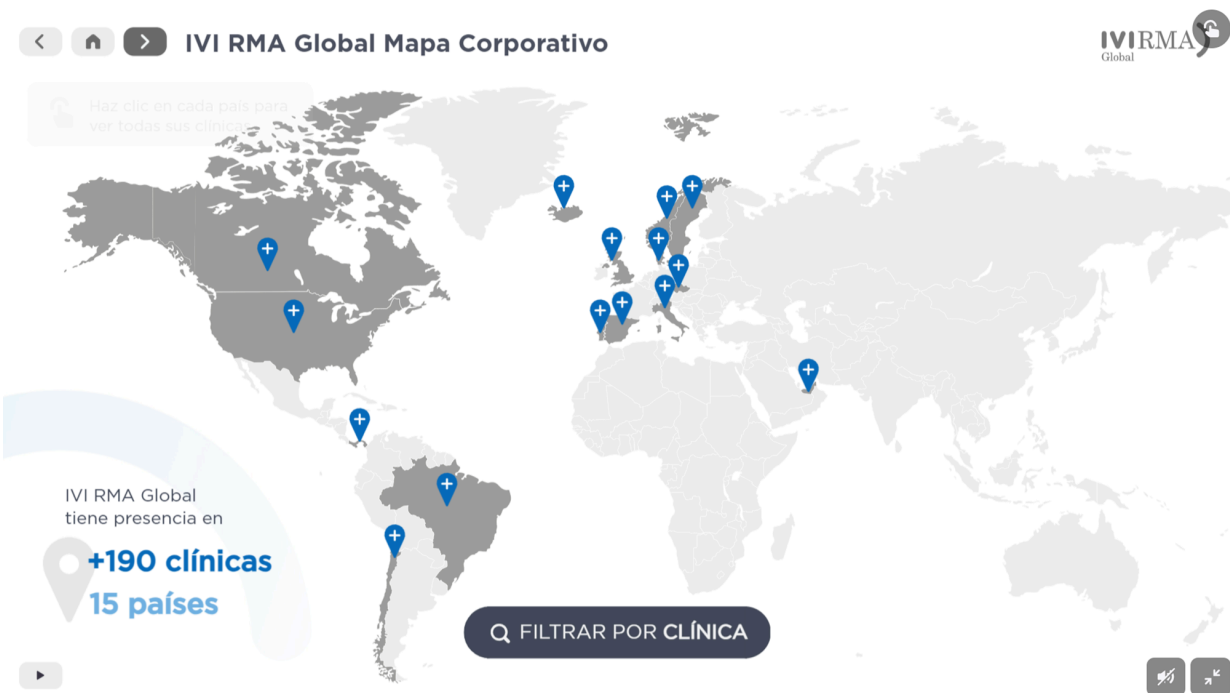 IVI RMA Global Mapa Corporativo
IVIRMA
Global
Haz clic en cada país para
ver todas sus clínicas
IVI RMA Global
tiene presencia en
+190 clínicas
15 países
FILTRAR POR CLÍNICA